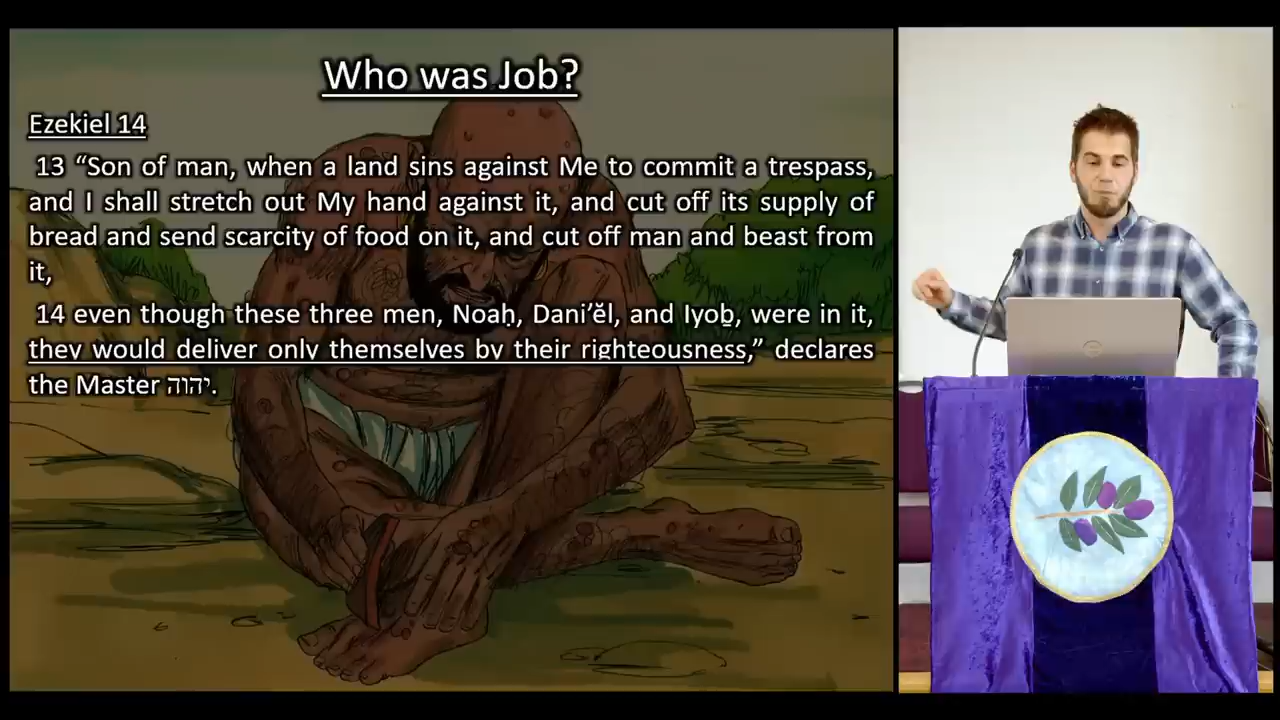 Who was Job?
Ezekiel 14
13 “Son of man, when a land sins against Me to commit a trespass,
and I shall stretch out My hand against it, and cut off its supply of
bread and send scarcity of food on it, and cut off man and beast from
it,
14 even though these three men, Noaḥ, Dani’ĕl, and Iyoḇ, were in it,
they would deliver only themselves by their righteousness,” declares
the Master יהוה.